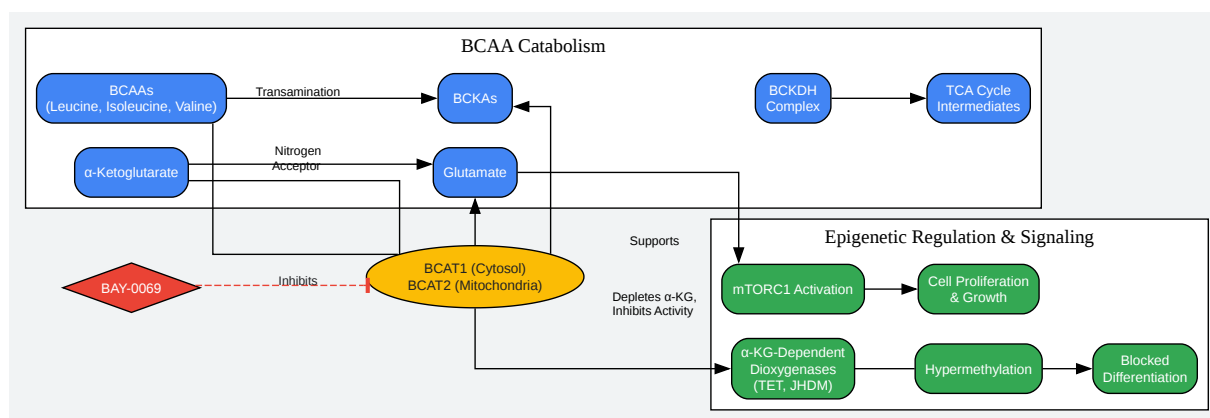 BCAA Catabolism
BCAAs
(Leucine, Isoleucine, Valine)
Transamination
BCKAs
BCKDH
Complex
TCA Cycle
Intermediates
α-Ketoglutarate
Nitrogen
Acceptor
Glutamate
Supports
Epigenetic Regulation & Signaling
BAY-0069
Inhibits
BCAT1 (Cytosol)
BCAT2 (Mitochondria)
mTORC1 Activation
Cell Proliferation
& Growth
Depletes α-KG,
Inhibits Activity
α-KG-Dependent
Dioxygenases
(TET, JHDM)
Hypermethylation
Blocked
Differentiation